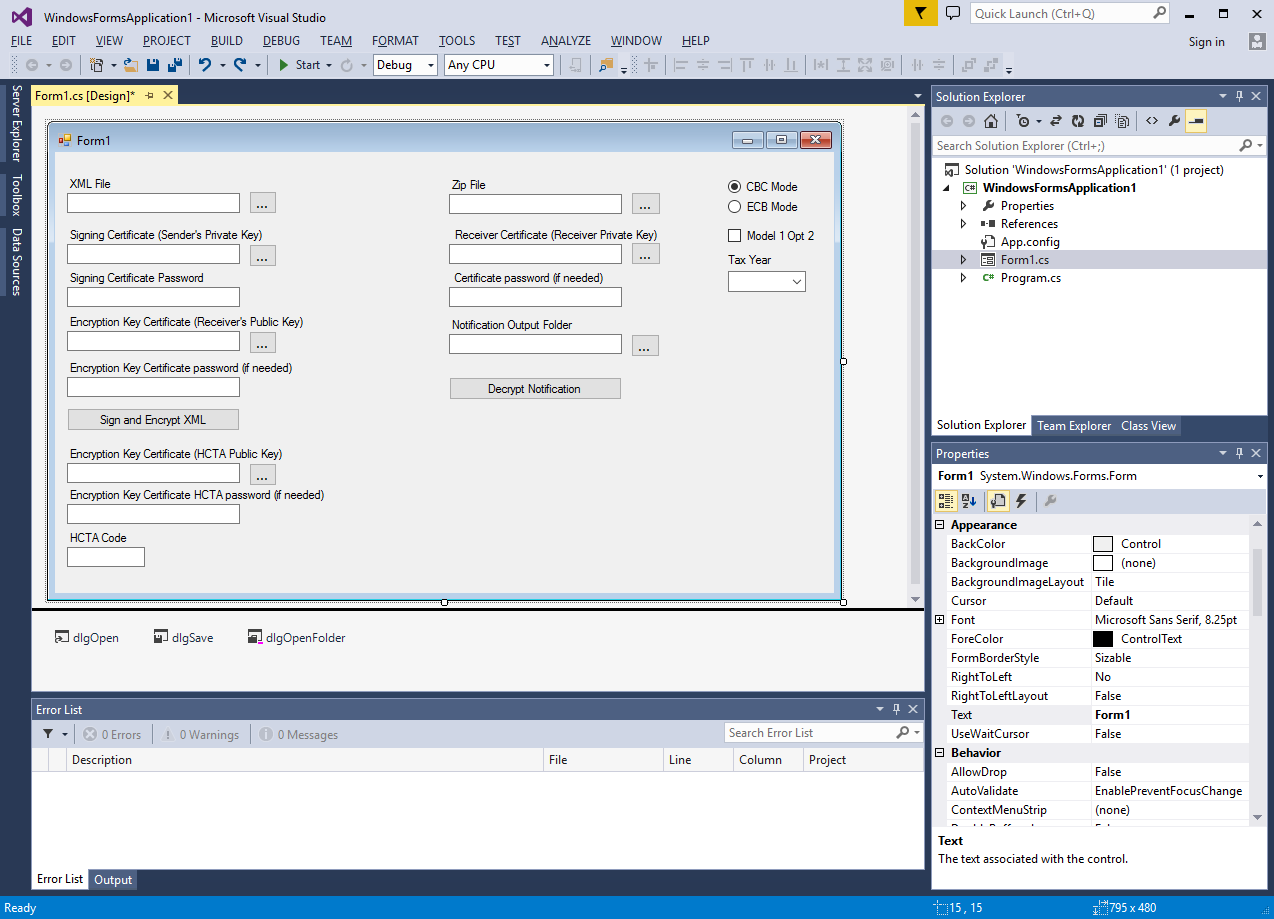 WindowsFormsApplication1 - Microsoft Visual Studio
Quick Launch (Ctrl+Q)
FILE EDIT VIEW PROJECT BUILD DEBUG TEAM FORMAT TOOLS TEST ANALYZE WINDOW HELP
Sign in
Start Debug Any CPU
Server Explorer
Toolbox
Data Sources
Form1.cs [Design]*
Form1
XML File
...
Signing Certificate (Sender's Private Key)
...
Signing Certificate Password
Encryption Key Certificate (Receiver's Public Key)
...
Encryption Key Certificate password (if needed)
Sign and Encrypt XML
Encryption Key Certificate (HCTA Public Key)
...
Encryption Key Certificate HCTA password (if needed)
HCTA Code
Zip File
...
Receiver Certificate (Receiver Private Key)
...
Certificate password (if needed)
Notification Output Folder
...
Decrypt Notification
CBC Mode
ECB Mode
Model 1 Opt 2
Tax Year
dlgOpen dlgSave dlgOpenFolder
Error List
0 Errors 0 Warnings 0 Messages
Search Error List
Description File Line Column Project
Error List Output
Solution Explorer
Search Solution Explorer (Ctrl+;)
Solution 'WindowsFormsApplication1' (1 project)
C# WindowsFormsApplication1
Properties
References
App.config
Form1.cs
C# Program.cs
Solution Explorer Team Explorer Class View
Properties
Form1 System.Windows.Forms.Form
Appearance
BackColor Control
BackgroundImage (none)
BackgroundImageLayout Tile
Cursor Default
Font Microsoft Sans Serif, 8.25pt
ForeColor ControlText
FormBorderStyle Sizable
RightToLeft No
RightToLeftLayout False
Text Form1
UseWaitCursor False
Behavior
AllowDrop False
AutoValidate EnablePreventFocusChange
ContextMenuStrip (none)
Text
The text associated with the control.
Ready
15 , 15
795 x 480